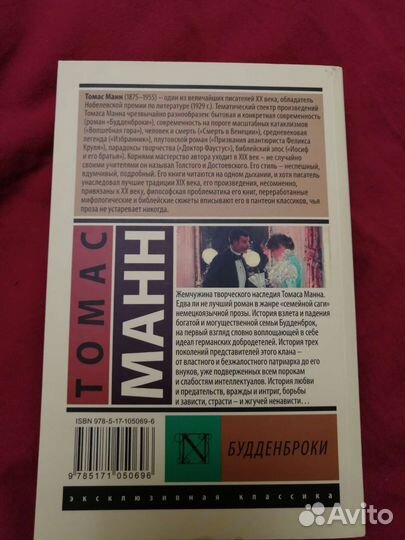 Томас Манн (1875–1955) – один из величайших писателей XX века, обладатель
Нобелевской премии по литературе (1929 г.). Тематический спектр произведений
Томаса Манна чрезвычайно разнообразен: бытовая и конкретная современность
(роман «Будденброки»), современность на пороге масштабных катаклизмов
(«Волшебная гора»), человек и смерть («Смерть в Венеции»), средневековая
легенда («Избранник»), плутовской роман («Признания авантюриста Феликса
Круля»), парадоксы творчества («Доктор Фаустус»), библейский эпос («Иосиф
и его братья»). Корнями мастерство автора уходит в XIX век – не случайно
своими учителями он называл Толстого и Достоевского. Его стиль – неспешный,
вдумчивый, подробный. Его книги читаются на одном дыхании, и хотя писатель
унаследовал лучшие традиции XIX века, его произведения, несомненно,
привязаны к XX веку, философская проблематика его книг, переработанные
мифологические и библейские сюжеты вписывают его в пантеон классиков, чья
проза не устаревает никогда.
ТОМАС
МАНН
Жемчужина творческого наследия Томаса Манна.
Едва ли не лучший роман в жанре «семейной саги»
немецкоязычной прозы. История взлета и падения
богатой и могущественной семьи Будденброк,
на первый взгляд словно воплощающей в себе
идеал германских добродетелей. История трех
поколений представителей этого клана –
от властного и безжалостного патриарха до его
внуков, уже подверженных всем порокам
и слабостям интеллектуалов. История любви
и предательства, вражды и интриг, борьбы
и зависти, страсти – и жгучей ненависти…
ISBN 978-5-17-105069-6
9 785171 050696
N
БУДДЕНБРОКИ
эксклюзивная классика
Avito